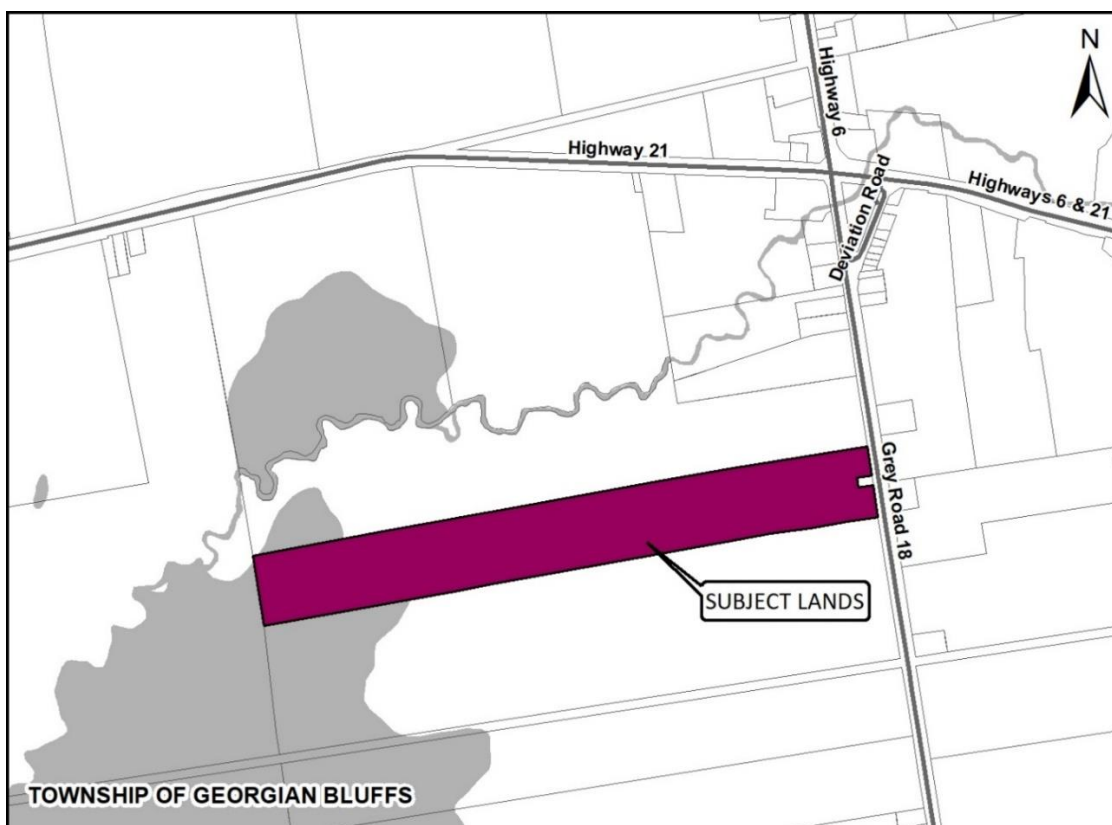 N
Highway 6
Highway 21
Highways 6 & 21
Deviation Road
Grey Road 18
SUBJECT LANDS
TOWNSHIP OF GEORGIAN BLUFFS